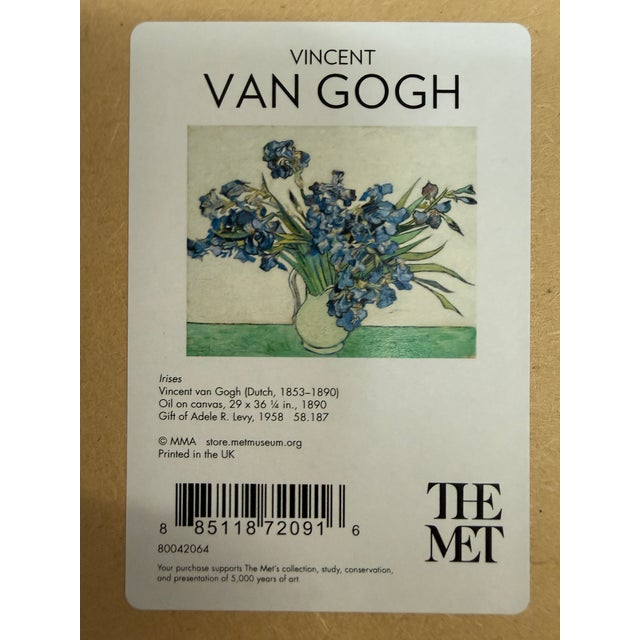 VINCENT
VAN GOGH
Irises
Vincent van Gogh (Dutch, 1853–1890)
Oil on canvas, 29 x 36 ¼ in., 1890
Gift of Adele R. Levy, 1958 58.187
© MMA store.metmuseum.org
Printed in the UK
8 85118 72091 6
80042064
THE
MET
Your purchase supports The Met's collection, study, conservation,
and presentation of 5,000 years of art.